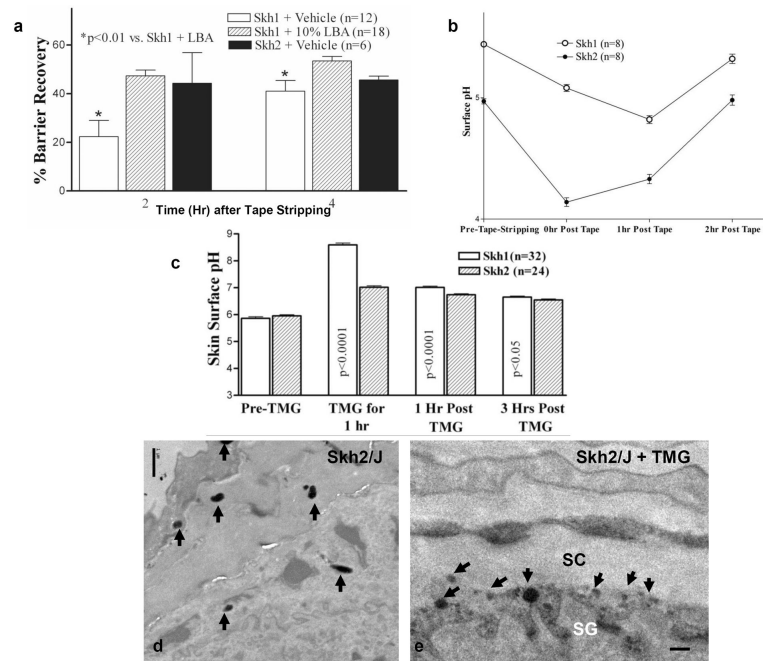 a
Skh1 + Vehicle (n=12)
Skh1 + 10% LBA (n=18)
Skh2 + Vehicle (n=6)
*p<0.01 vs. Skh1 + LBA
60
40
20
0
% Barrier Recovery
*
*
2
4
Time (Hr) after Tape Stripping
b
Skh1 (n=8)
Skh2 (n=8)
Surface pH
5
4
Pre-Tape-Stripping
0hr Post Tape
1hr Post Tape
2hr Post Tape
c
Skh1(n=32)
Skh2 (n=24)
Skin Surface pH
9
8
7
6
5
4
3
p<0.0001
p<0.0001
p<0.05
Pre-TMG
TMG for 1 hr
1 Hr Post TMG
3 Hrs Post TMG
Skh2/J
d
Skh2/J + TMG
SC
SG
e